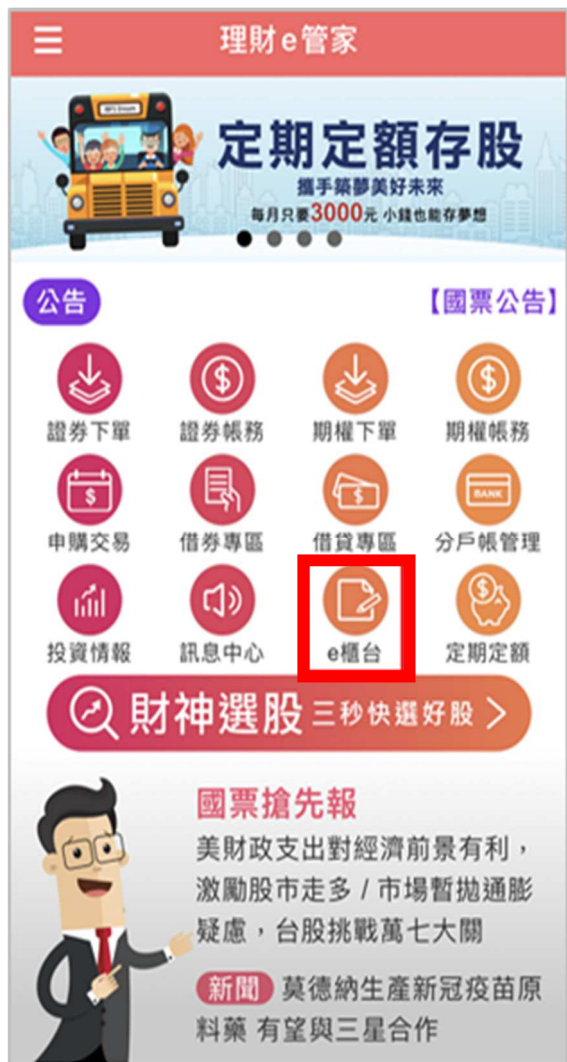 理財e管家
定期定額存股
攜手築夢美好未來
每月只要3000元 小錢也能存夢想
公告 【國票公告】
證券下單 證券帳務 期權下單 期權帳務
$
BANK
申購交易 借券專區 借貸專區 分戶帳管理
投資情報 訊息中心 e櫃台 定期定額
財神選股 三秒快選好股
國票搶先報
美財政支出對經濟前景有利，
激勵股市走多 / 市場暫拋通膨
疑慮，台股挑戰萬七大關
新聞 莫德納生產新冠疫苗原
料藥 有望與三星合作